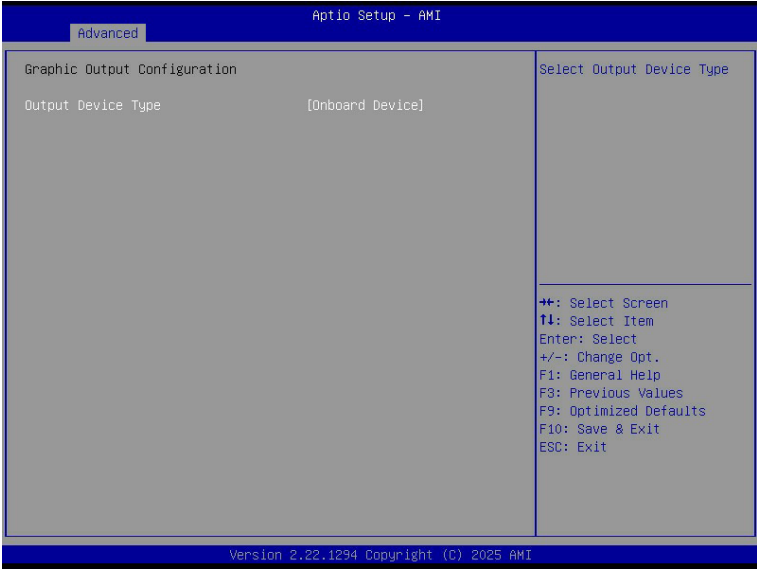 Aptio Setup – AMI
Advanced
Graphic Output Configuration
Output Device Type [Onboard Device]
Select Output Device Type
→←: Select Screen
↑↓: Select Item
Enter: Select
+/-: Change Opt.
F1: General Help
F3: Previous Values
F9: Optimized Defaults
F10: Save & Exit
ESC: Exit
Version 2.22.1294 Copyright (C) 2025 AMI